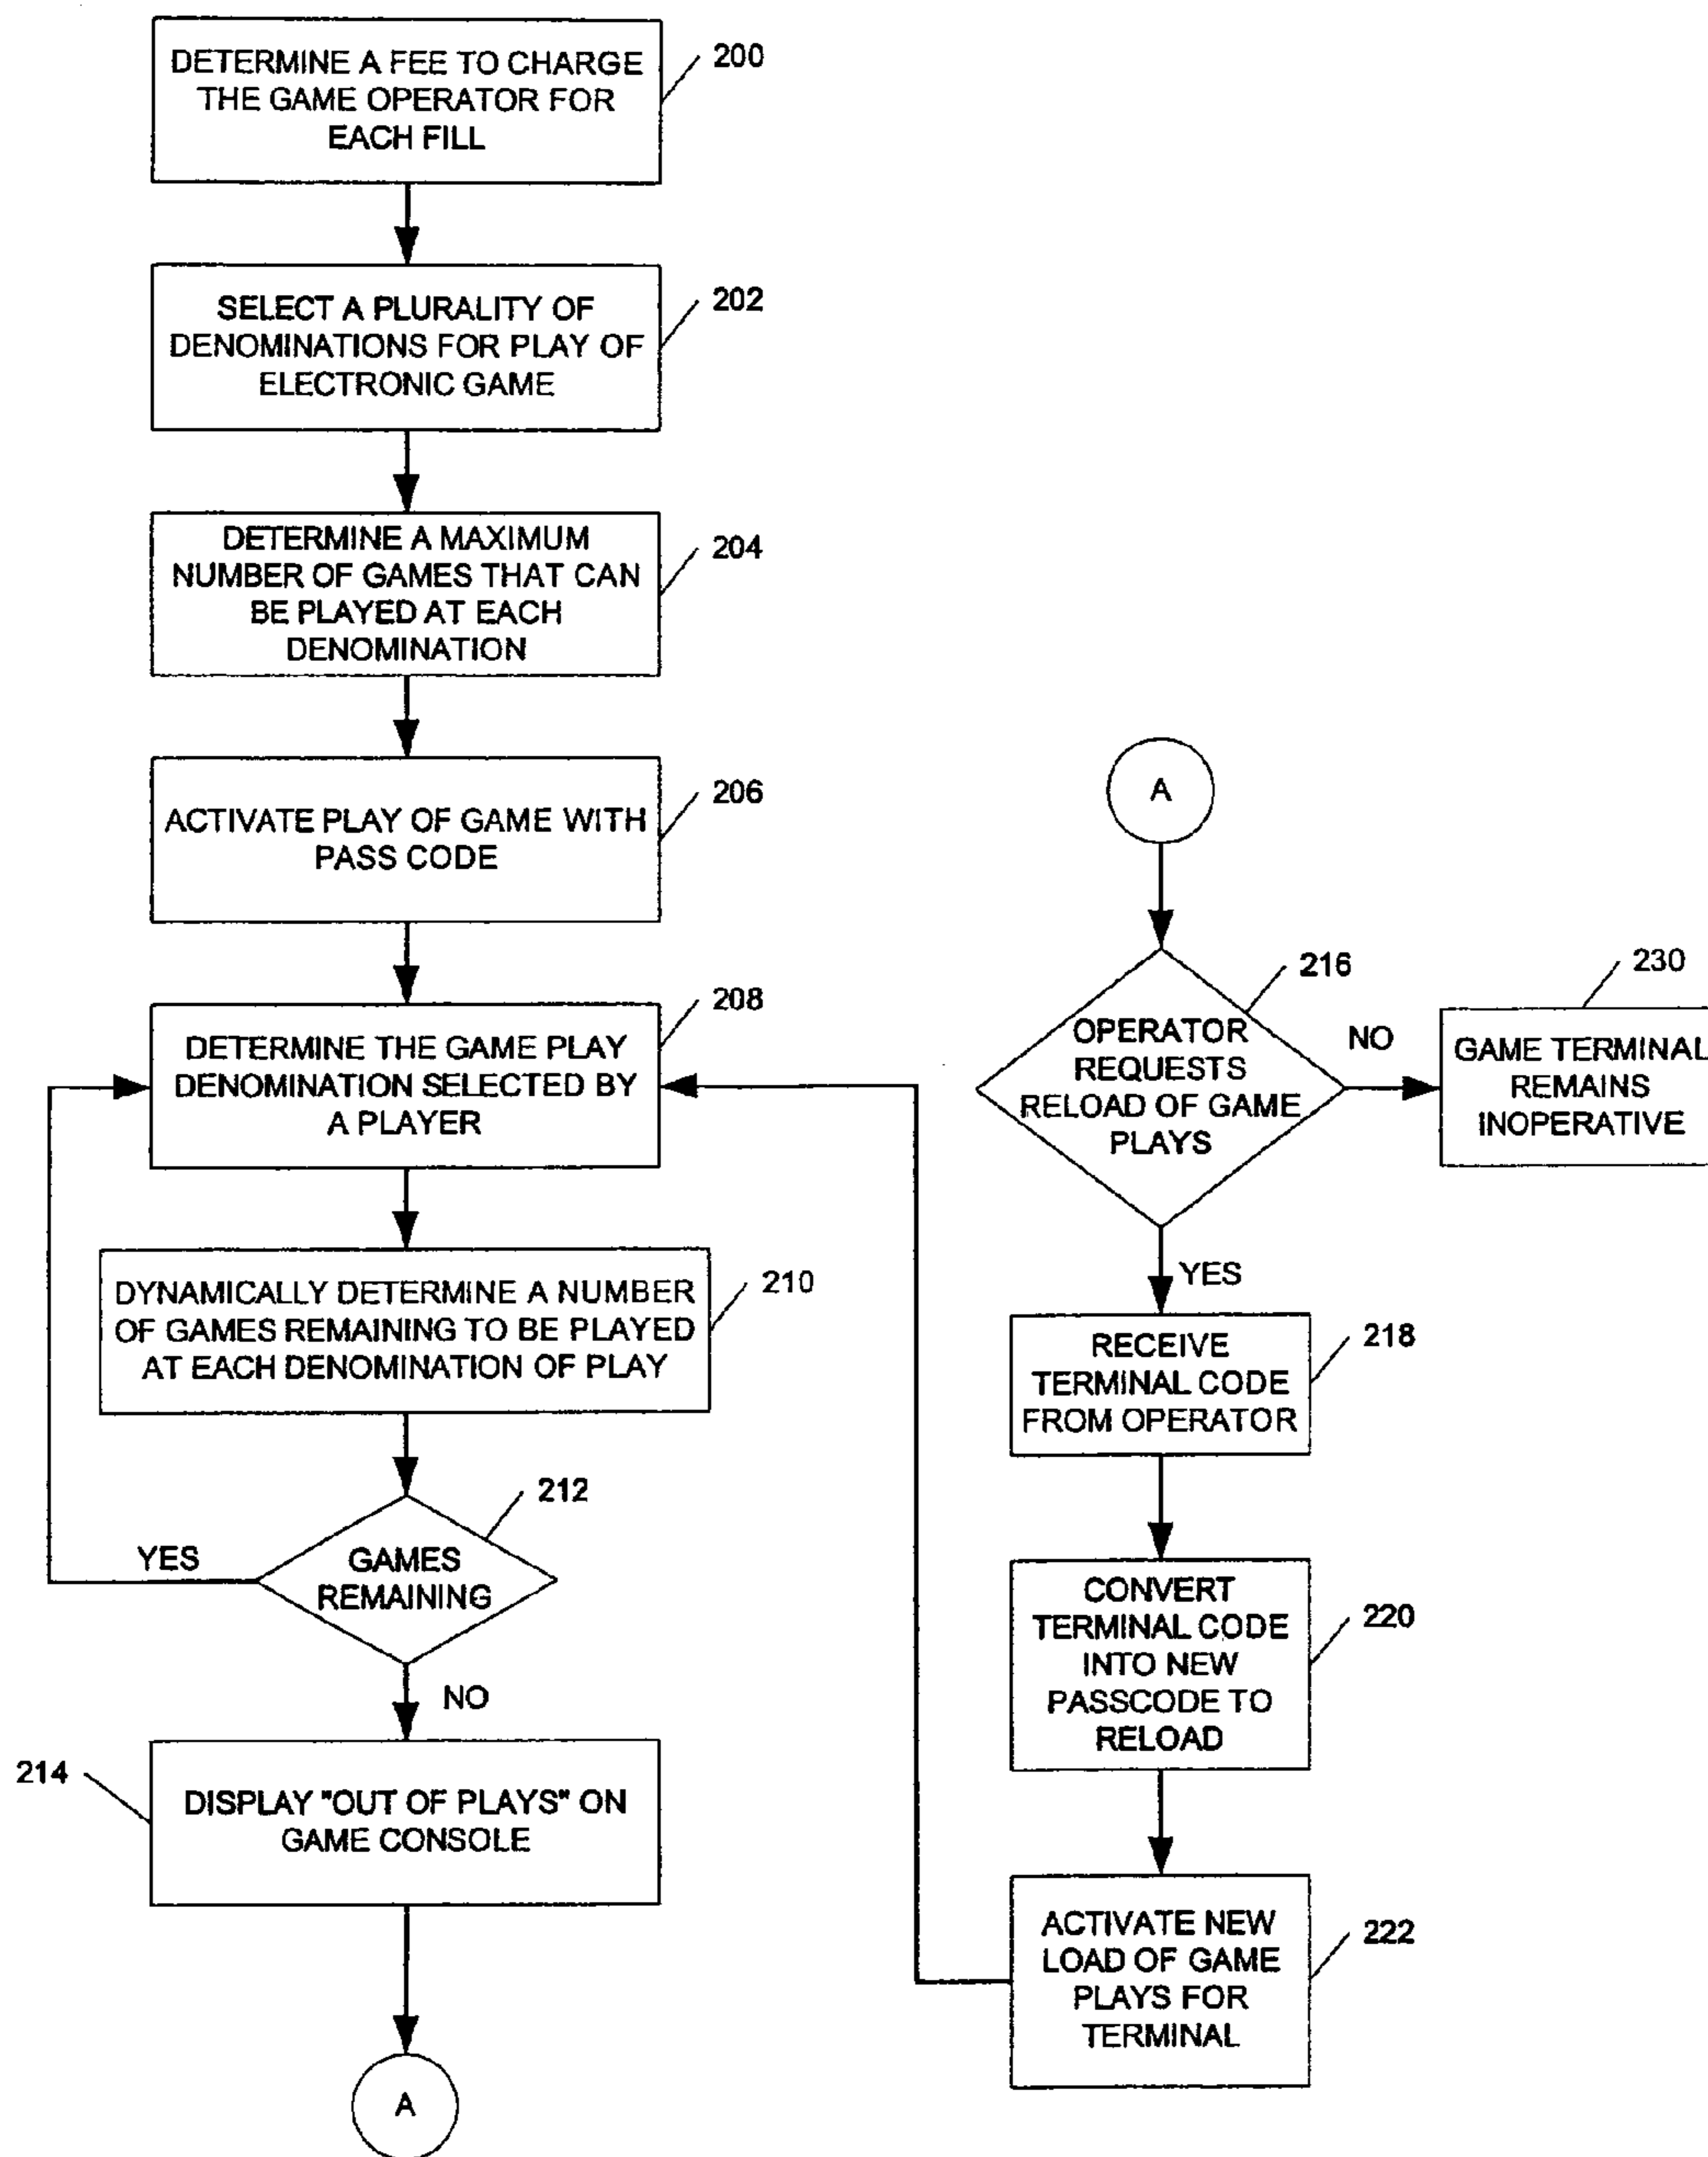 DETERMINE A FEE TO CHARGE
THE GAME OPERATOR FOR
EACH FILL
200
SELECT A PLURALITY OF
DENOMINATIONS FOR PLAY OF
ELECTRONIC GAME
202
DETERMINE A MAXIMUM
NUMBER OF GAMES THAT CAN
BE PLAYED AT EACH
DENOMINATION
204
ACTIVATE PLAY OF GAME WITH
PASS CODE
206
DETERMINE THE GAME PLAY
DENOMINATION SELECTED BY
A PLAYER
208
DYNAMICALLY DETERMINE A NUMBER
OF GAMES REMAINING TO BE PLAYED
AT EACH DENOMINATION OF PLAY
210
GAMES
REMAINING
212
YES
NO
214
DISPLAY "OUT OF PLAYS" ON
GAME CONSOLE
A
A
OPERATOR
REQUESTS
RELOAD OF GAME
PLAYS
216
NO
230
GAME TERMINAL
REMAINS
INOPERATIVE
YES
RECEIVE
TERMINAL CODE
FROM OPERATOR
218
CONVERT
TERMINAL CODE
INTO NEW
PASSCODE TO
RELOAD
220
ACTIVATE NEW
LOAD OF GAME
PLAYS FOR
TERMINAL
222